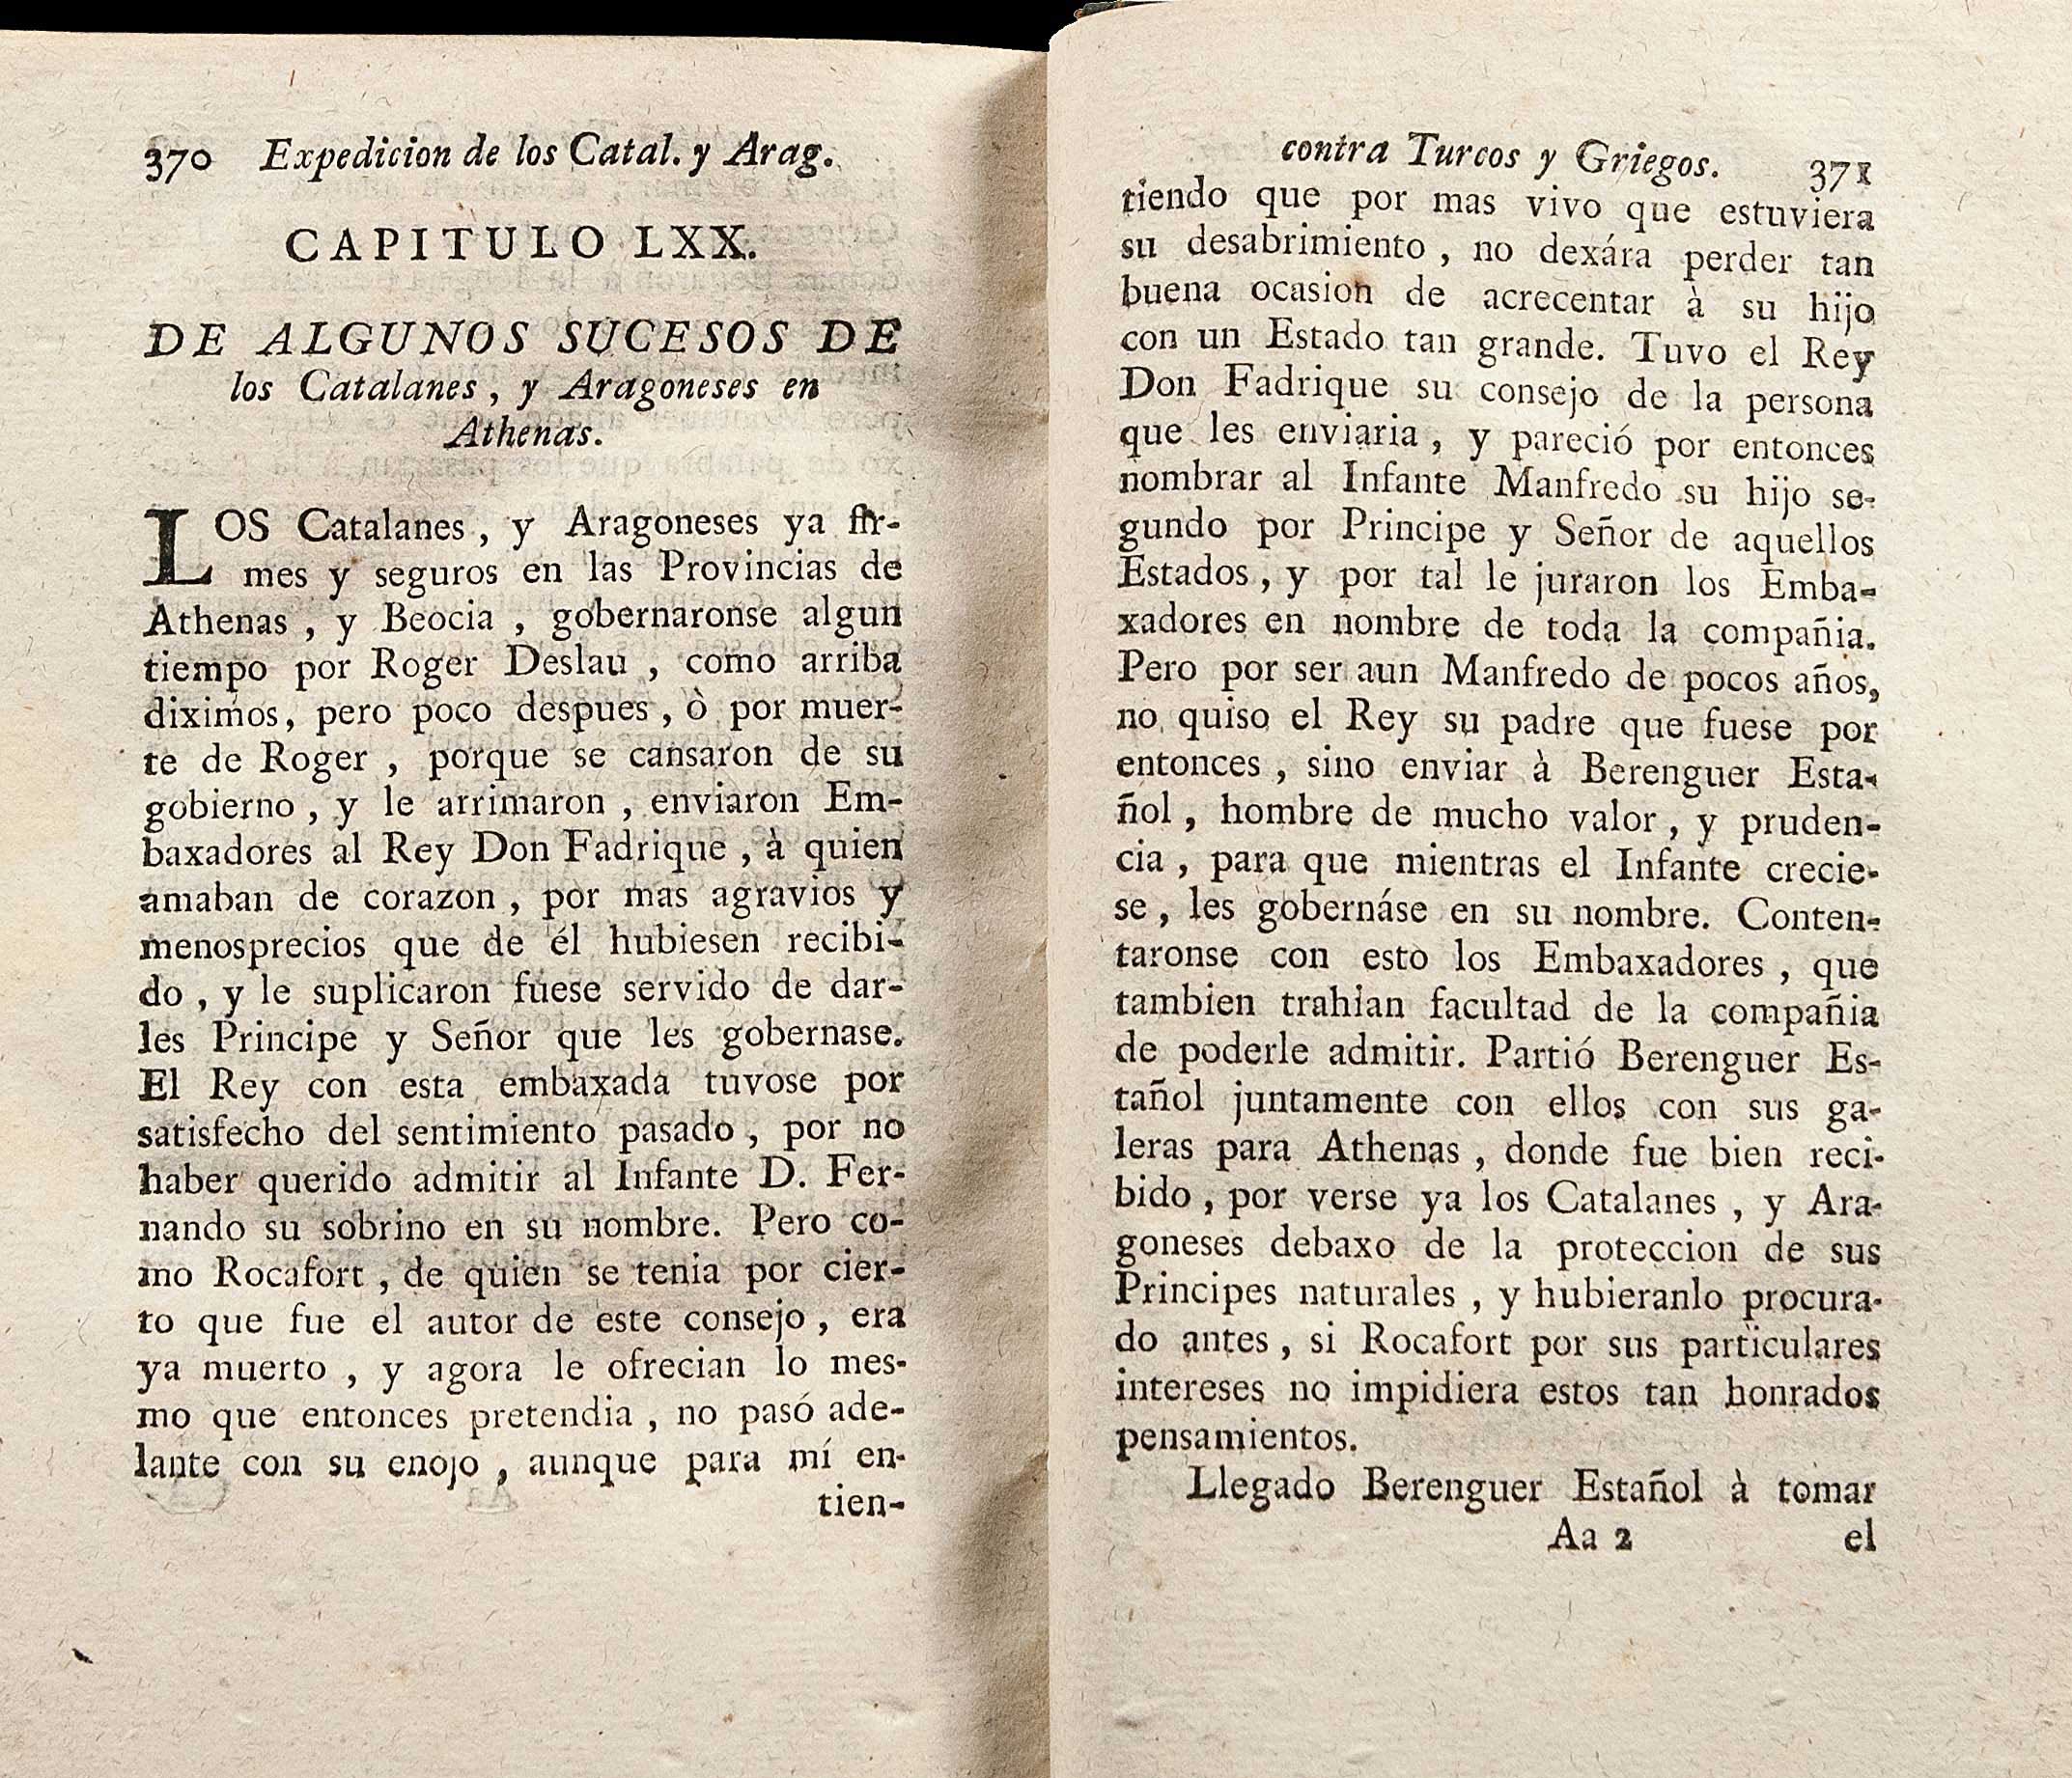 370 Expedicion de los Catal. y Arag.
CAPITULO LXX.
DE ALGUNOS SUCESOS DE
los Catalanes , y Aragoneses en
Athenas.
LOS Catalanes , y Aragoneses ya fir-
mes y seguros en las Provincias de
Athenas , y Beocia , gobernaronse algun
tiempo por Roger Deslau , como arriba
diximos, pero poco despues , ò por muer-
te de Roger , porque se cansaron de su
gobierno , y le arrimaron , enviaron Em-
baxadores al Rey Don Fadrique , à quien
amaban de corazon , por mas agravios y
menosprecios que de él hubiesen recibi-
do , y le suplicaron fuese servido de dar-
les Principe y Señor que les gobernase.
El Rey con esta embaxada tuvose por
satisfecho del sentimiento pasado , por no
haber querido admitir al Infante D. Fer-
nando su sobrino en su nombre. Pero co-
mo Rocafort , de quien se tenia por cier-
to que fue el autor de este consejo , era
ya muerto , y agora le ofrecian lo mes-
mo que entonces pretendia , no pasó ade-
lante con su enojo , aunque para mí en-
tien-
contra Turcos y Griegos. 371
tiendo que por mas vivo que estuviera
su desabrimiento , no dexára perder tan
buena ocasion de acrecentar à su hijo
con un Estado tan grande. Tuvo el Rey
Don Fadrique su consejo de la persona
que les enviaria , y pareció por entonces
nombrar al Infante Manfredo su hijo se-
gundo por Principe y Señor de aquellos
Estados , y por tal le juraron los Emba-
xadores en nombre de toda la compañia.
Pero por ser aun Manfredo de pocos años,
no quiso el Rey su padre que fuese por
entonces , sino enviar à Berenguer Esta-
ñol , hombre de mucho valor , y pruden-
cia , para que mientras el Infante crecie-
se , les gobernáse en su nombre. Conten-
taronse con esto los Embaxadores , que
tambien trahian facultad de la compañia
de poderle admitir. Partió Berenguer Es-
tañol juntamente con ellos con sus ga-
leras para Athenas , donde fue bien reci-
bido , por verse ya los Catalanes , y Ara-
goneses debaxo de la proteccion de sus
Principes naturales , y hubieranlo procura-
do antes , si Rocafort por sus particulares
intereses no impidiera estos tan honrados
pensamientos.
Llegado Berenguer Estañol à tomar
Aa 2 el